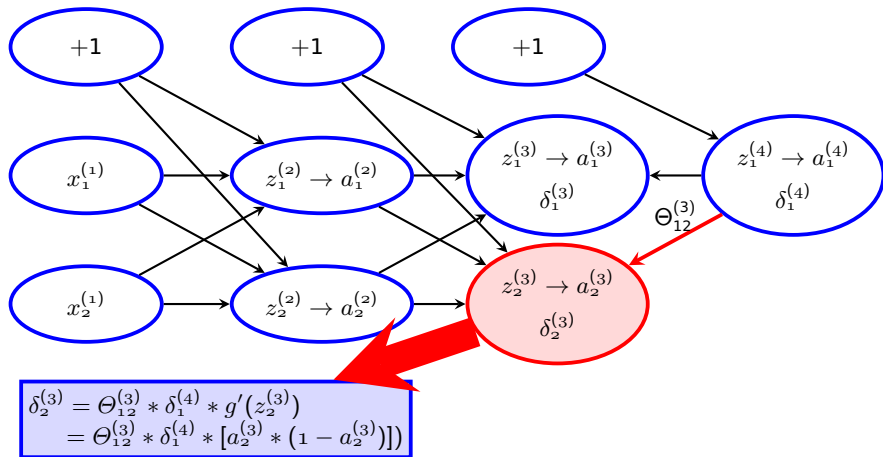 +1 +1 +1
x_1^{(1)} z_1^{(2)} → a_1^{(2)} z_1^{(3)} → a_1^{(3)} z_1^{(4)} → a_1^{(4)}
δ_1^{(3)} δ_1^{(4)}
Θ_{12}^{(3)}
x_2^{(1)} z_2^{(2)} → a_2^{(2)} z_2^{(3)} → a_2^{(3)}
δ_2^{(3)}
δ_2^{(3)} = Θ_{12}^{(3)} * δ_1^{(4)} * g′(z_2^{(3)})
= Θ_{12}^{(3)} * δ_1^{(4)} * [a_2^{(3)} * (1 − a_2^{(3)})])